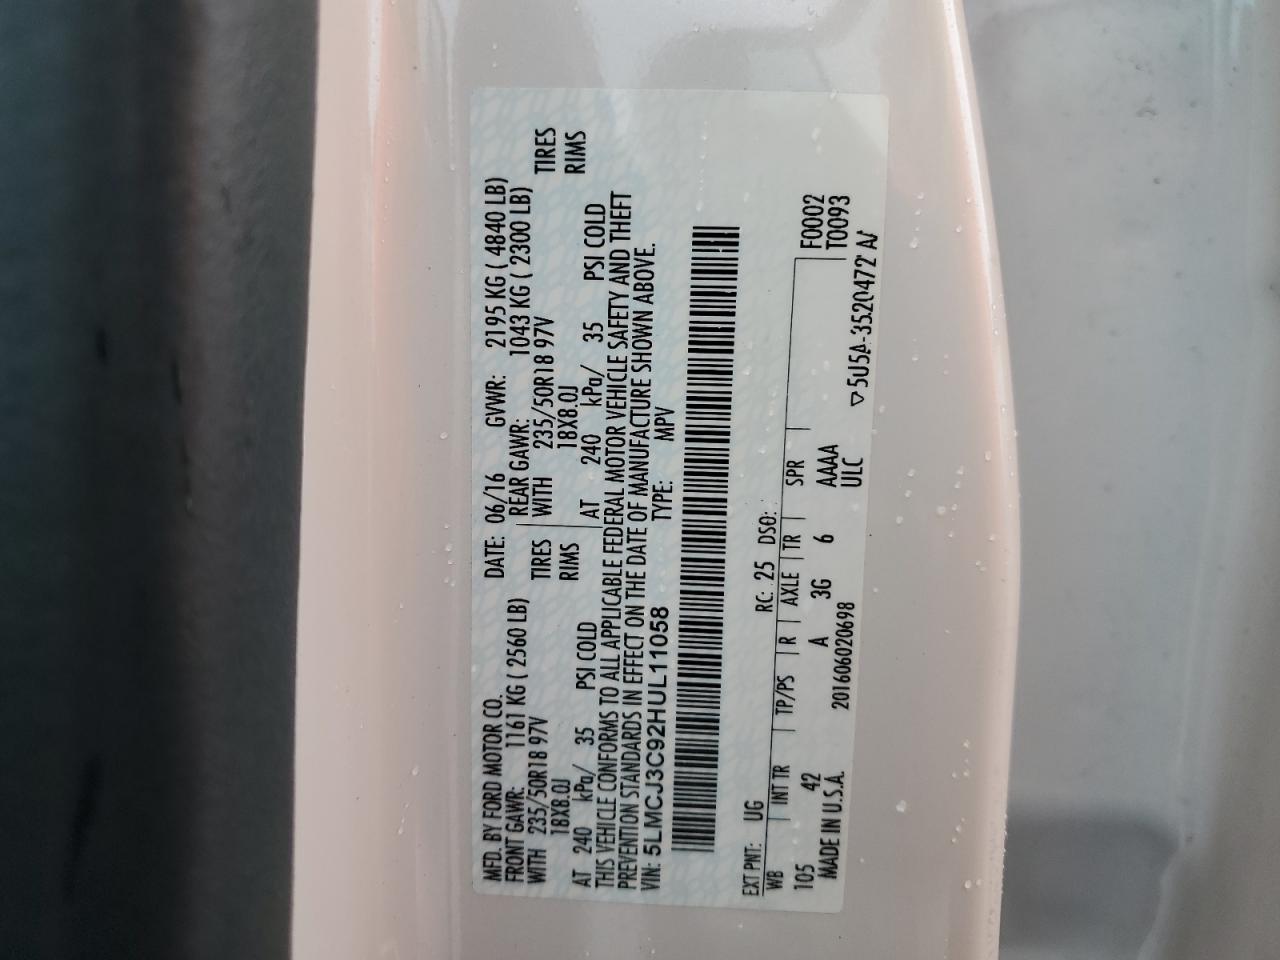 MFD. BY FORD MOTOR CO. DATE: 06/16 GVWR: 2195 KG ( 4840 LB)
FRONT GAWR: 1161 KG ( 2560 LB) REAR GAWR: 1043 KG ( 2300 LB)
WITH 235/50R18 97V TIRES WITH 235/50R18 97V TIRES
18X8.0J RIMS 18X8.0J RIMS
AT 240 kPa/ 35 PSI COLD AT 240 kPa/ 35 PSI COLD
THIS VEHICLE CONFORMS TO ALL APPLICABLE FEDERAL MOTOR VEHICLE SAFETY AND THEFT
PREVENTION STANDARDS IN EFFECT ON THE DATE OF MANUFACTURE SHOWN ABOVE.
VIN: 5LMCJ3C92HUL11058 TYPE: MPV
EXT PNT: UG RC: 25 DSO:
WB INT TR TP/PS R AXLE TR SPR F0002
105 42 A 3G 6 AAAA T0093
MADE IN U.S.A. 201606020698 ULC